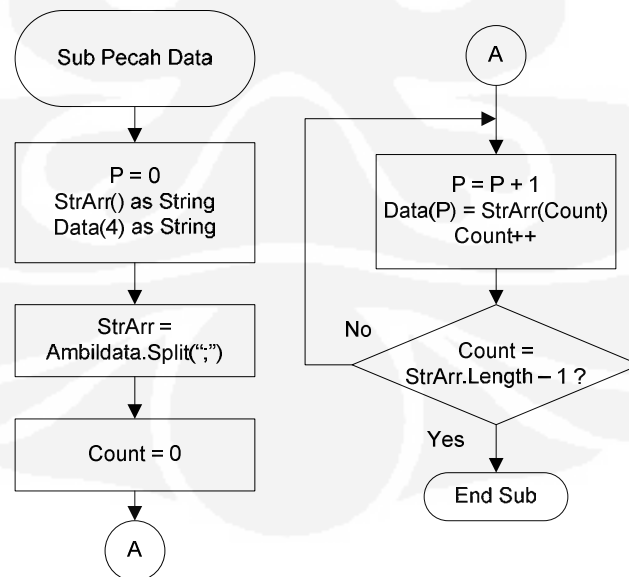 Sub Pecah Data
P = 0
StrArr() as String
Data(4) as String
StrArr =
Ambildata.Split(“;”)
Count = 0
A
A
P = P + 1
Data(P) = StrArr(Count)
Count++
No
Count =
StrArr.Length – 1 ?
Yes
End Sub